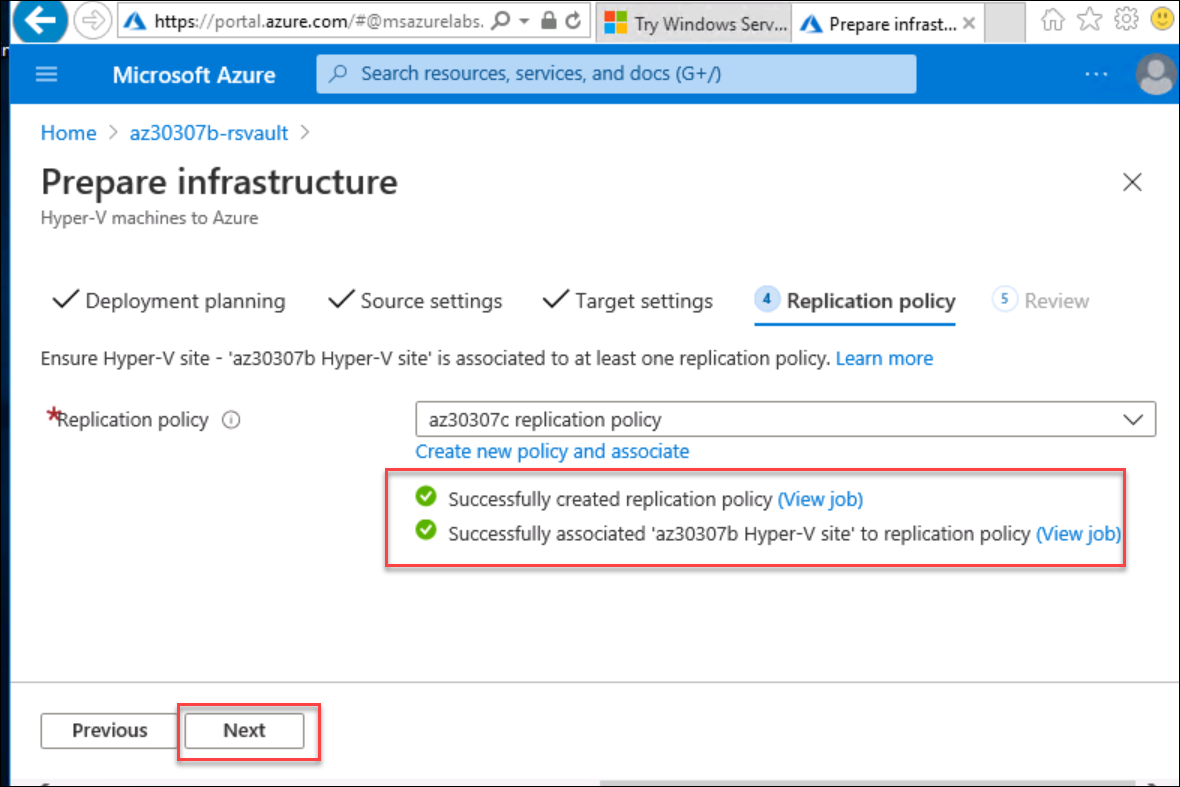 https://portal.azure.com/#@msazurelabs.
Try Windows Serv...
Prepare infrast...
Microsoft Azure
Search resources, services, and docs (G+/)
...
Home > az30307b-rsvault >
Prepare infrastructure
Hyper-V machines to Azure
Deployment planning
Source settings
Target settings
4 Replication policy
5 Review
Ensure Hyper-V site - 'az30307b Hyper-V site' is associated to at least one replication policy. Learn more
*Replication policy
az30307c replication policy
Create new policy and associate
Successfully created replication policy (View job)
Successfully associated 'az30307b Hyper-V site' to replication policy (View job)
Previous
Next